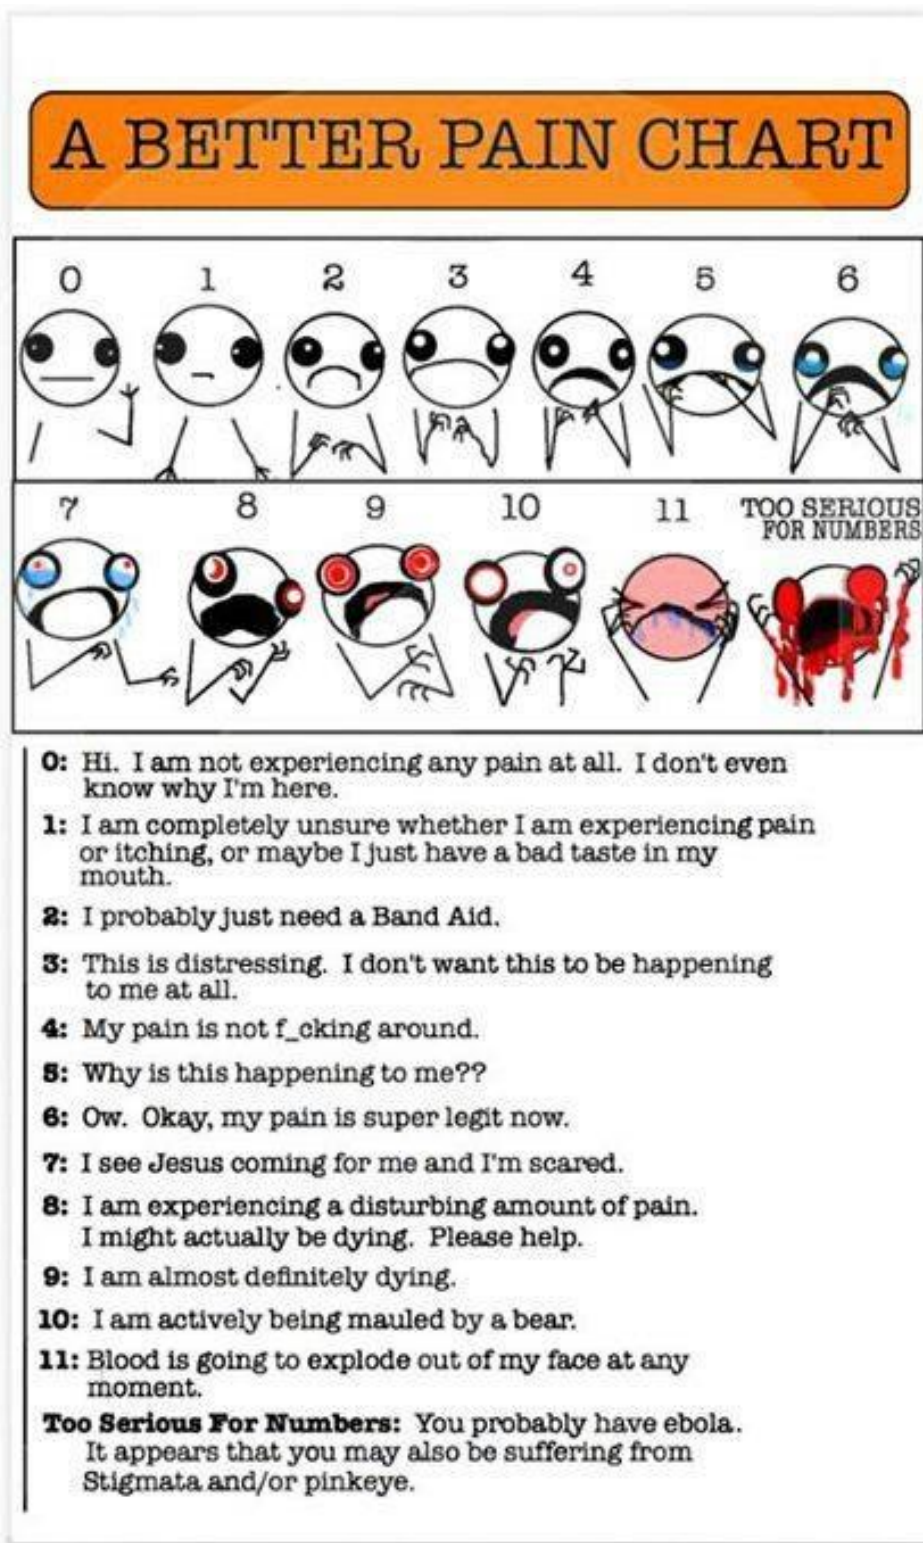 A BETTER PAIN CHART
0 1 2 3 4 5 6
7 8 9 10 11 TOO SERIOUS
FOR NUMBERS
0: Hi. I am not experiencing any pain at all. I don't even
know why I'm here.
1: I am completely unsure whether I am experiencing pain
or itching, or maybe I just have a bad taste in my
mouth.
2: I probably just need a Band Aid.
3: This is distressing. I don't want this to be happening
to me at all.
4: My pain is not f_cking around.
5: Why is this happening to me??
6: Ow. Okay, my pain is super legit now.
7: I see Jesus coming for me and I'm scared.
8: I am experiencing a disturbing amount of pain.
I might actually be dying. Please help.
9: I am almost definitely dying.
10: I am actively being mauled by a bear.
11: Blood is going to explode out of my face at any
moment.
Too Serious For Numbers: You probably have ebola.
It appears that you may also be suffering from
Stigmata and/or pinkeye.